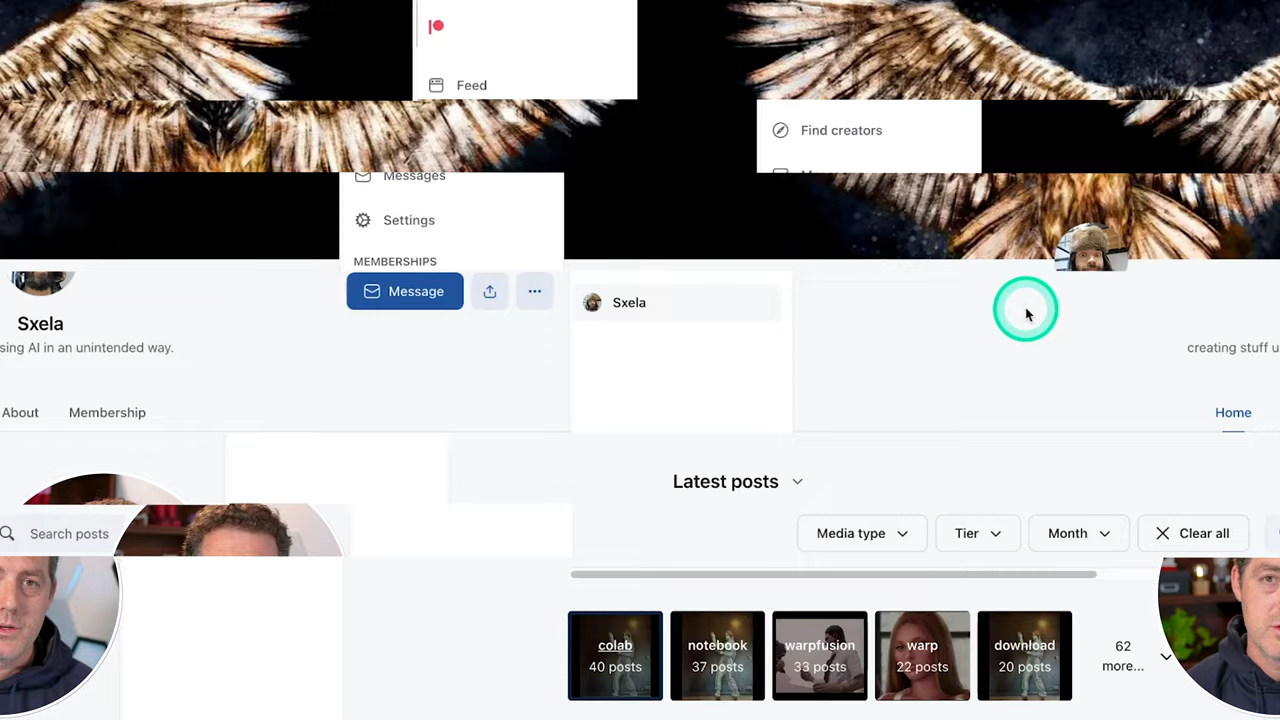 Feed
Find creators
Messages
Settings
MEMBERSHIPS
Message
Sxela
Sxela
sing AI in an unintended way.
creating stuff u
About
Membership
Home
Latest posts
Search posts
Media type
Tier
Month
Clear all
colab
40 posts
notebook
37 posts
warpfusion
33 posts
warp
22 posts
download
20 posts
62
more...